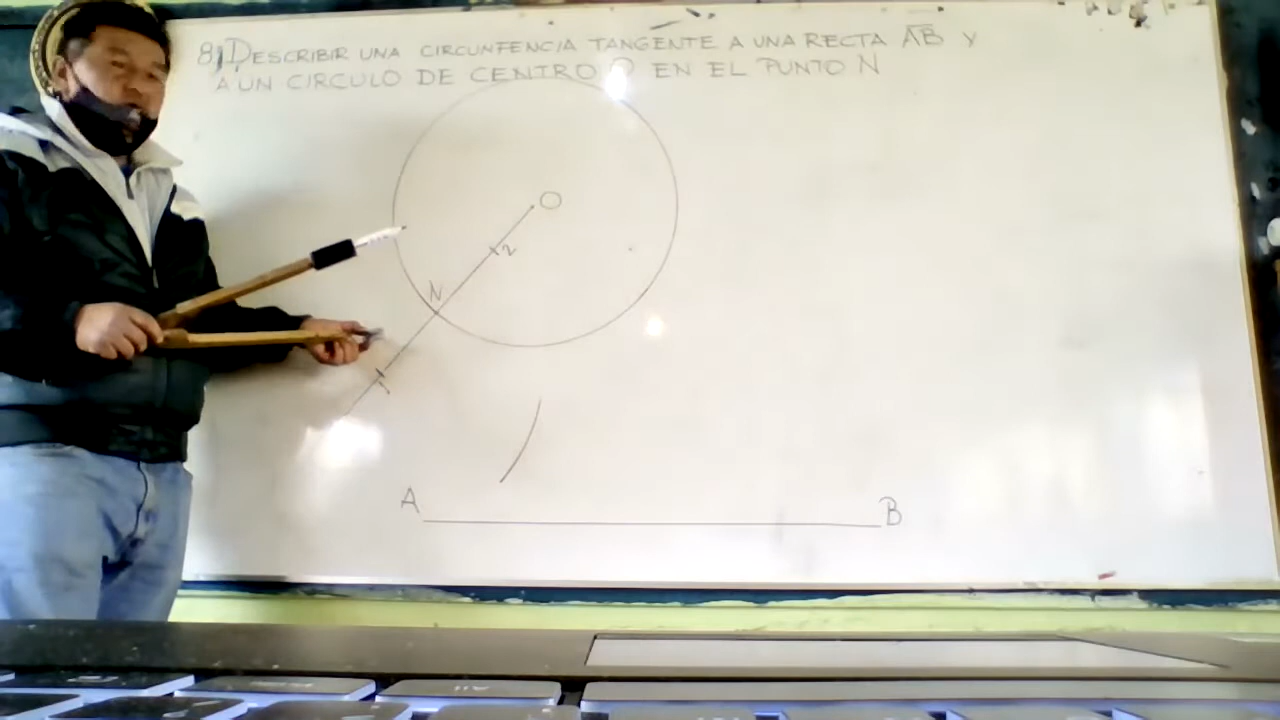 8) DESCRIBIR UNA CIRCUNFENCIA TANGENTE A UNA RECTA AB Y
A UN CIRCULO DE CENTRO O EN EL PUNTO N
O
2
N
1
A
B